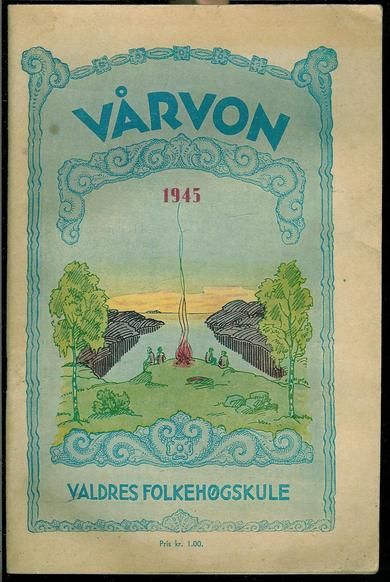 VÅRVON
1945
VALDRES FOLKEHØGSKULE
Pris kr. 1.00.